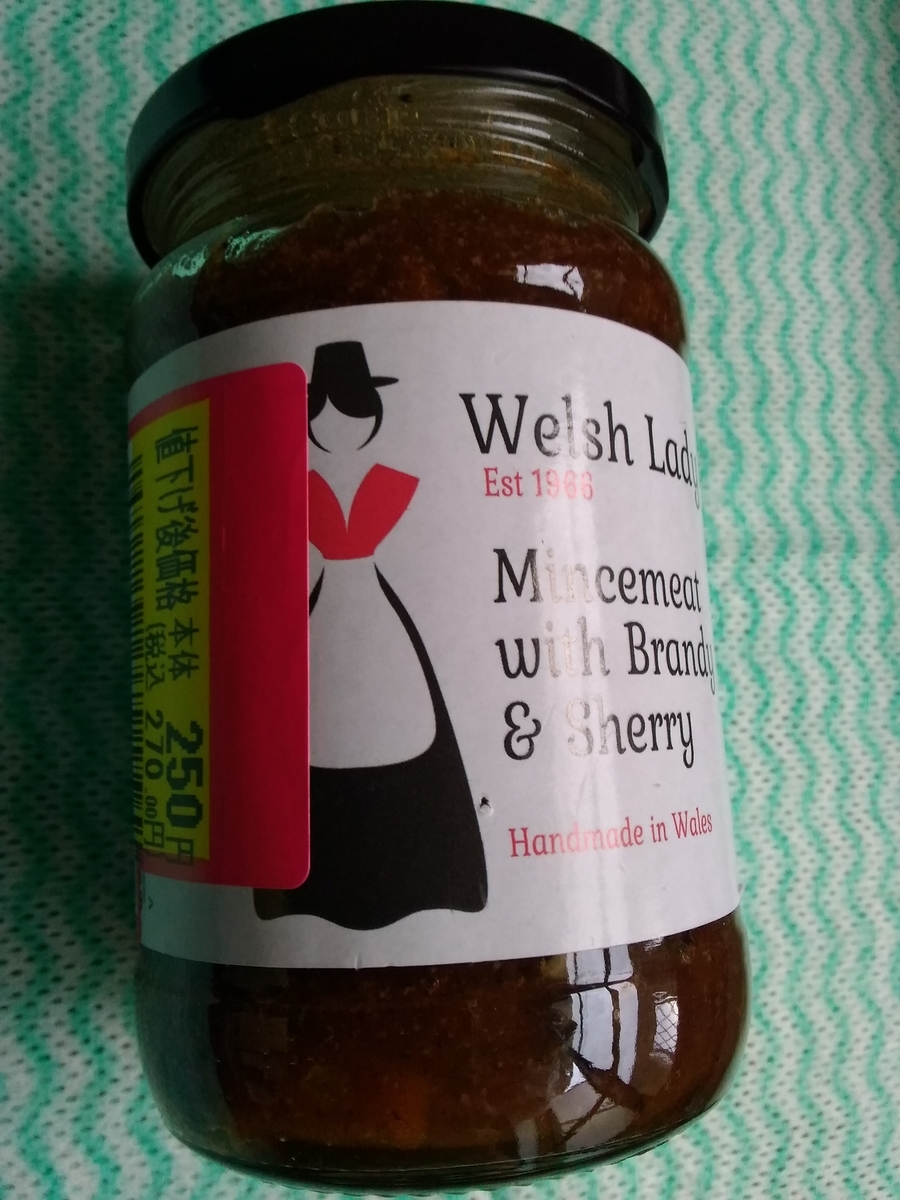 Welsh Lady
Est 1966
Mincemeat
with Brandy
& Sherry
Handmade in Wales
値下げ後価格 本体 250円
(税込 270.00円